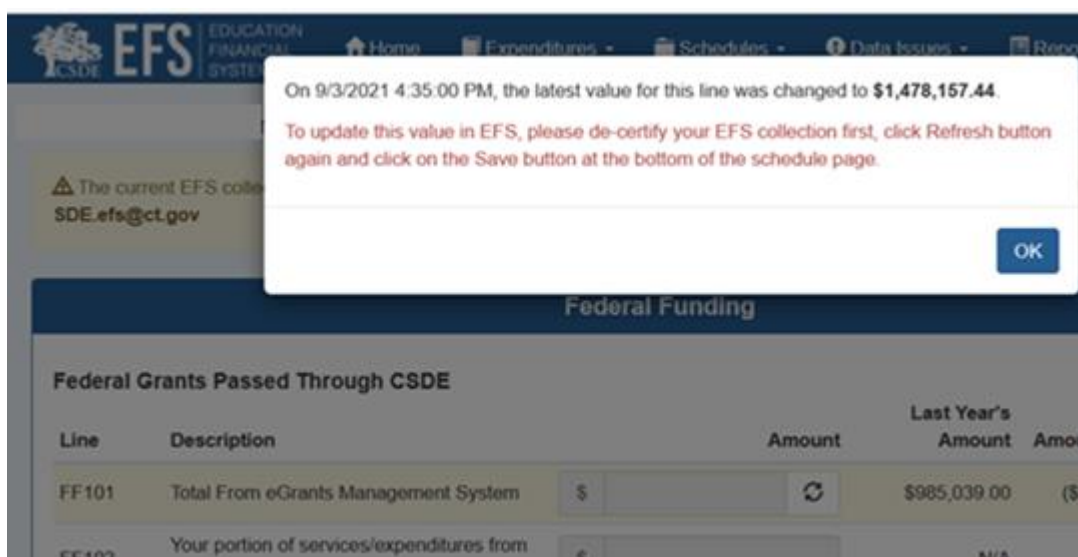 CSDE EFS EDUCATION
FINANCIAL
Home Expenditures Schedules Data Issues
On 9/3/2021 4:35:00 PM, the latest value for this line was changed to $1,478,157.44.
To update this value in EFS, please de-certify your EFS collection first, click Refresh button
again and click on the Save button at the bottom of the schedule page.
The current EFS
SDE.efs@ct.gov
OK
Federal Funding
Federal Grants Passed Through CSDE
Last Year's
Line Description Amount Amount
FF101 Total From eGrants Management System $ $985,039.00 ($
Your portion of services/expenditures from